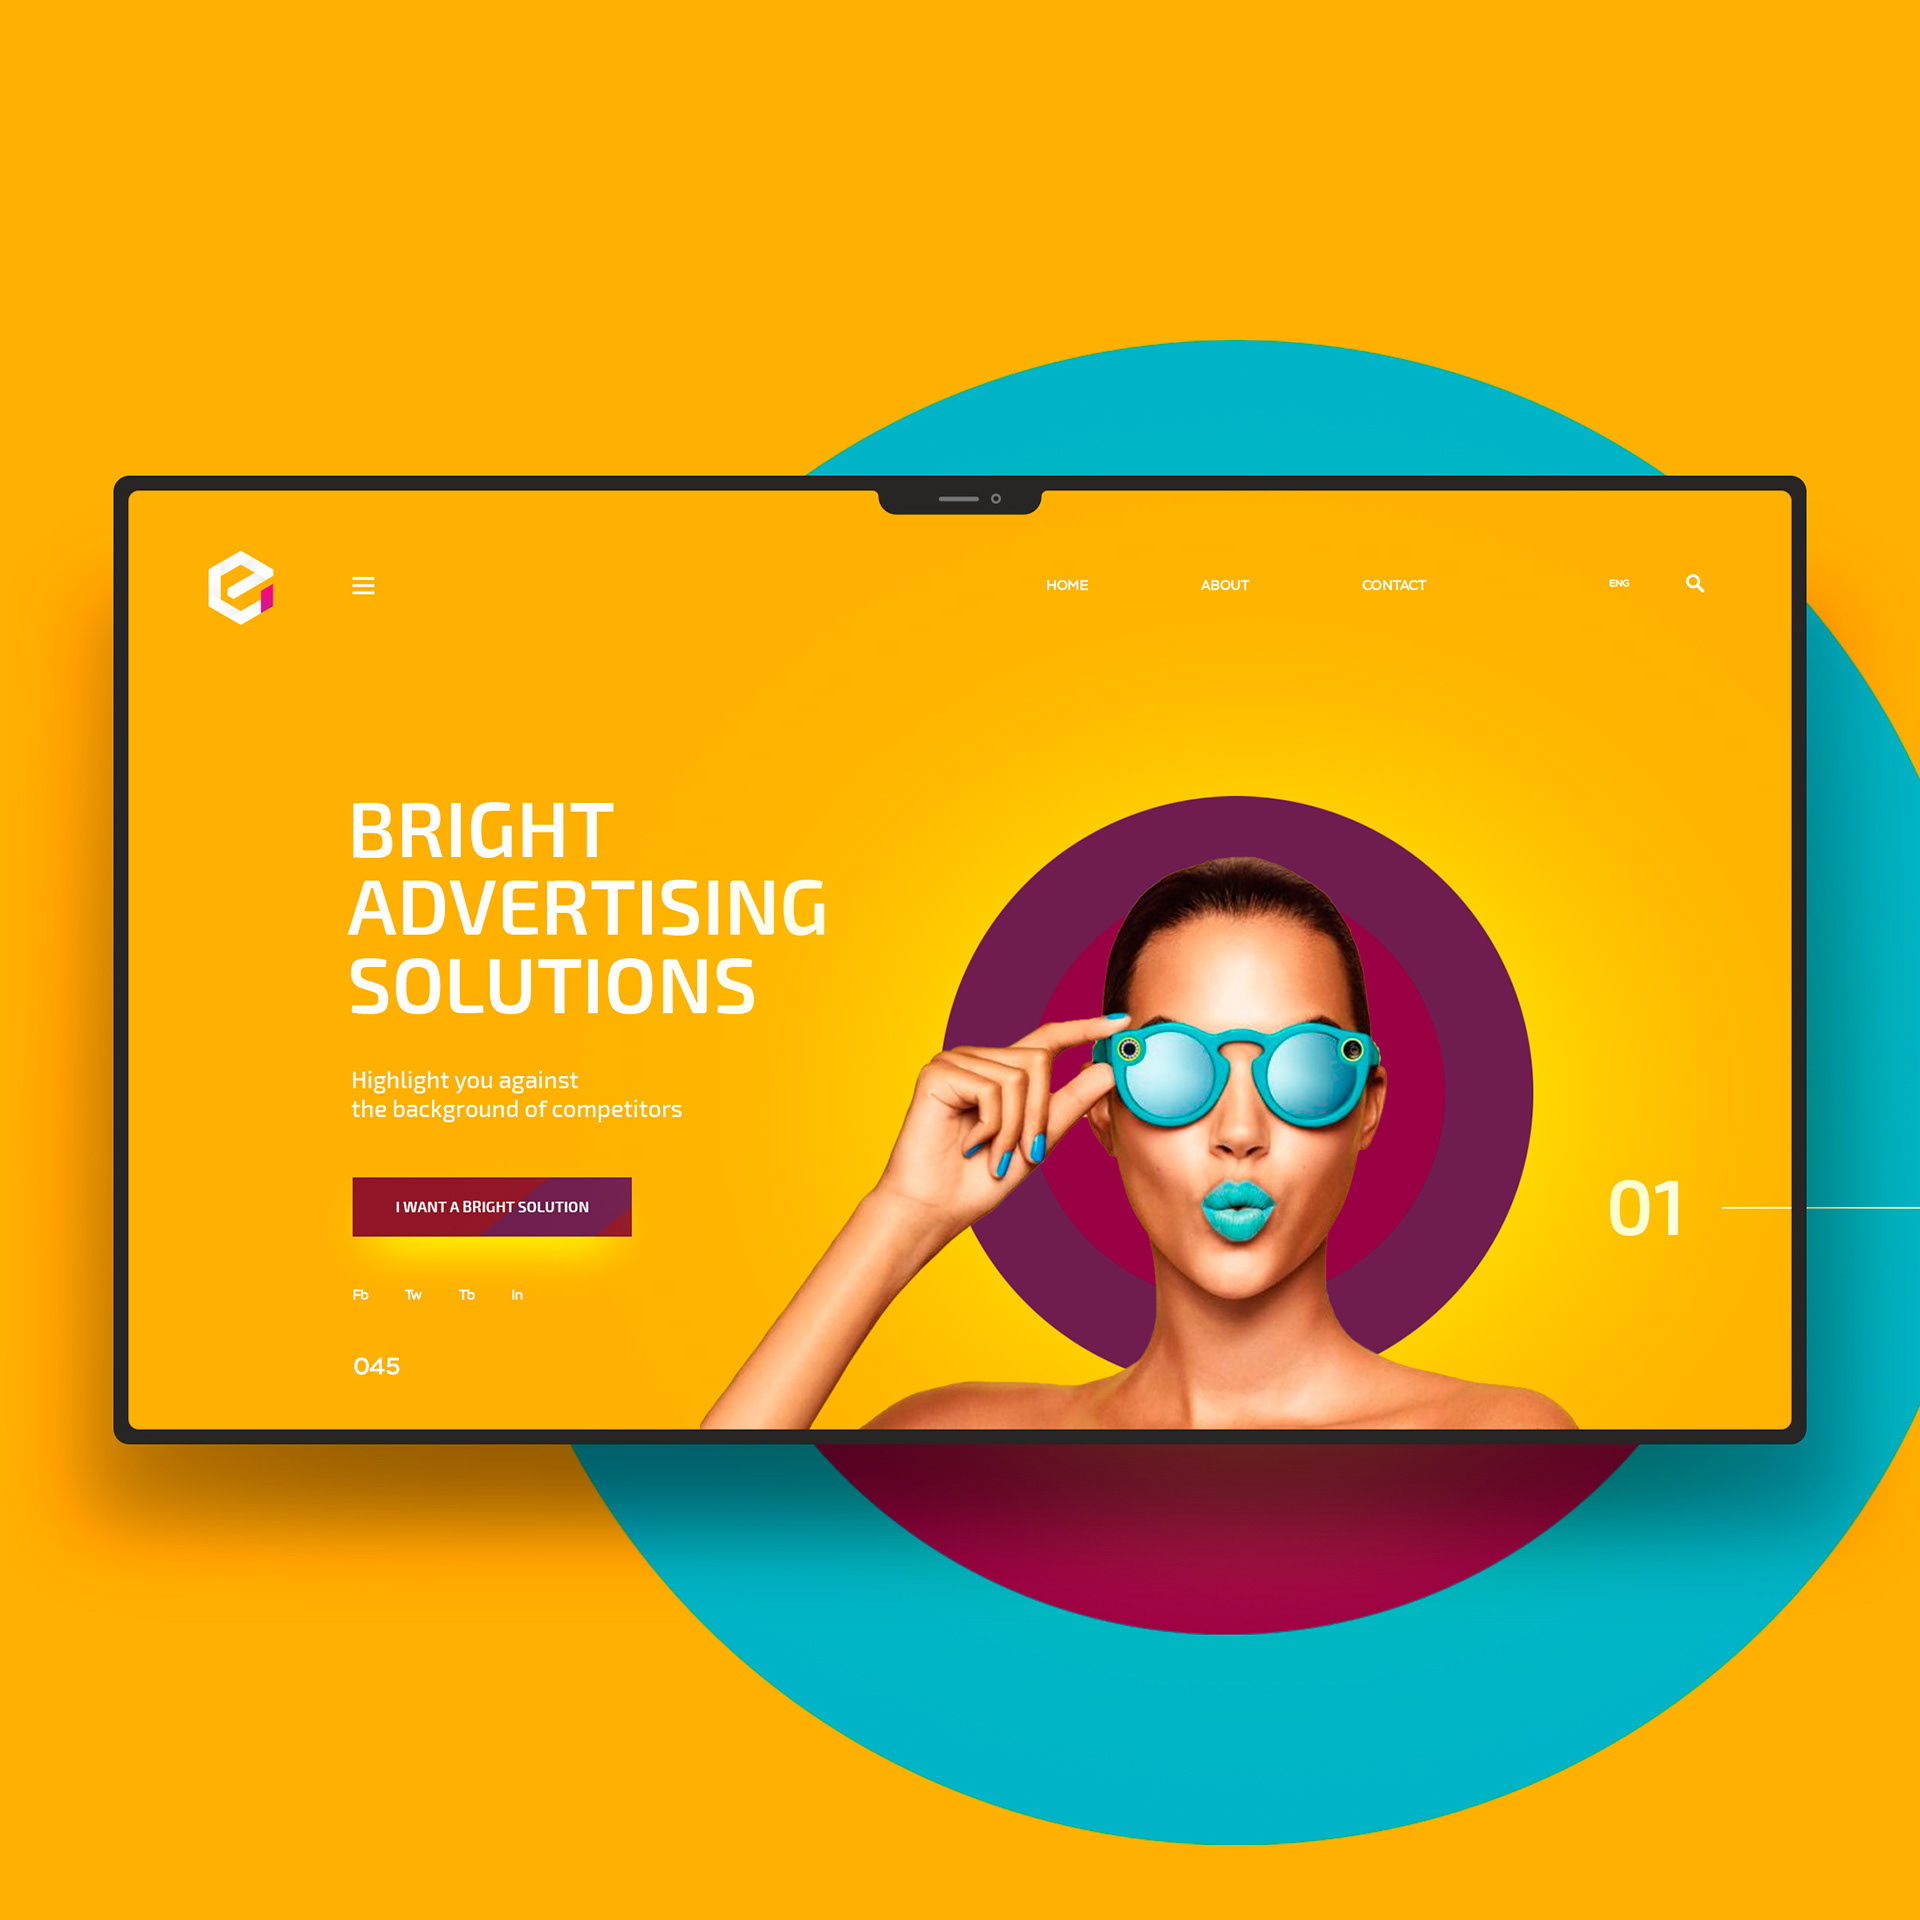 HOME
ABOUT
CONTACT
ENG
BRIGHT
ADVERTISING
SOLUTIONS
Highlight you against
the background of competitors
I WANT A BRIGHT SOLUTION
01
Fb Tw Tb In
045